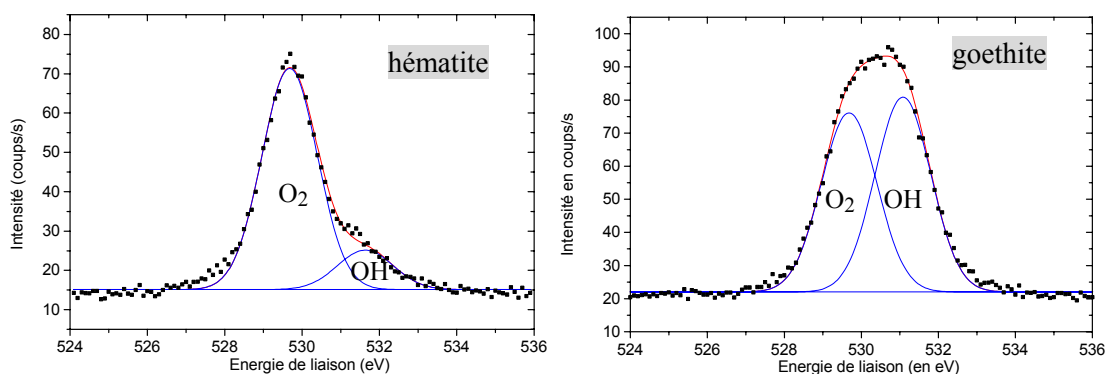 hématite
80
70
60
50
40
30
20
10
Intensité (coups/s)
O2
OH
524 526 528 530 532 534 536
Energie de liaison (eV)
goethite
100
90
80
70
60
50
40
30
20
10
Intensité en coups/s
O2 OH
524 526 528 530 532 534 536
Energie de liaison (en eV)